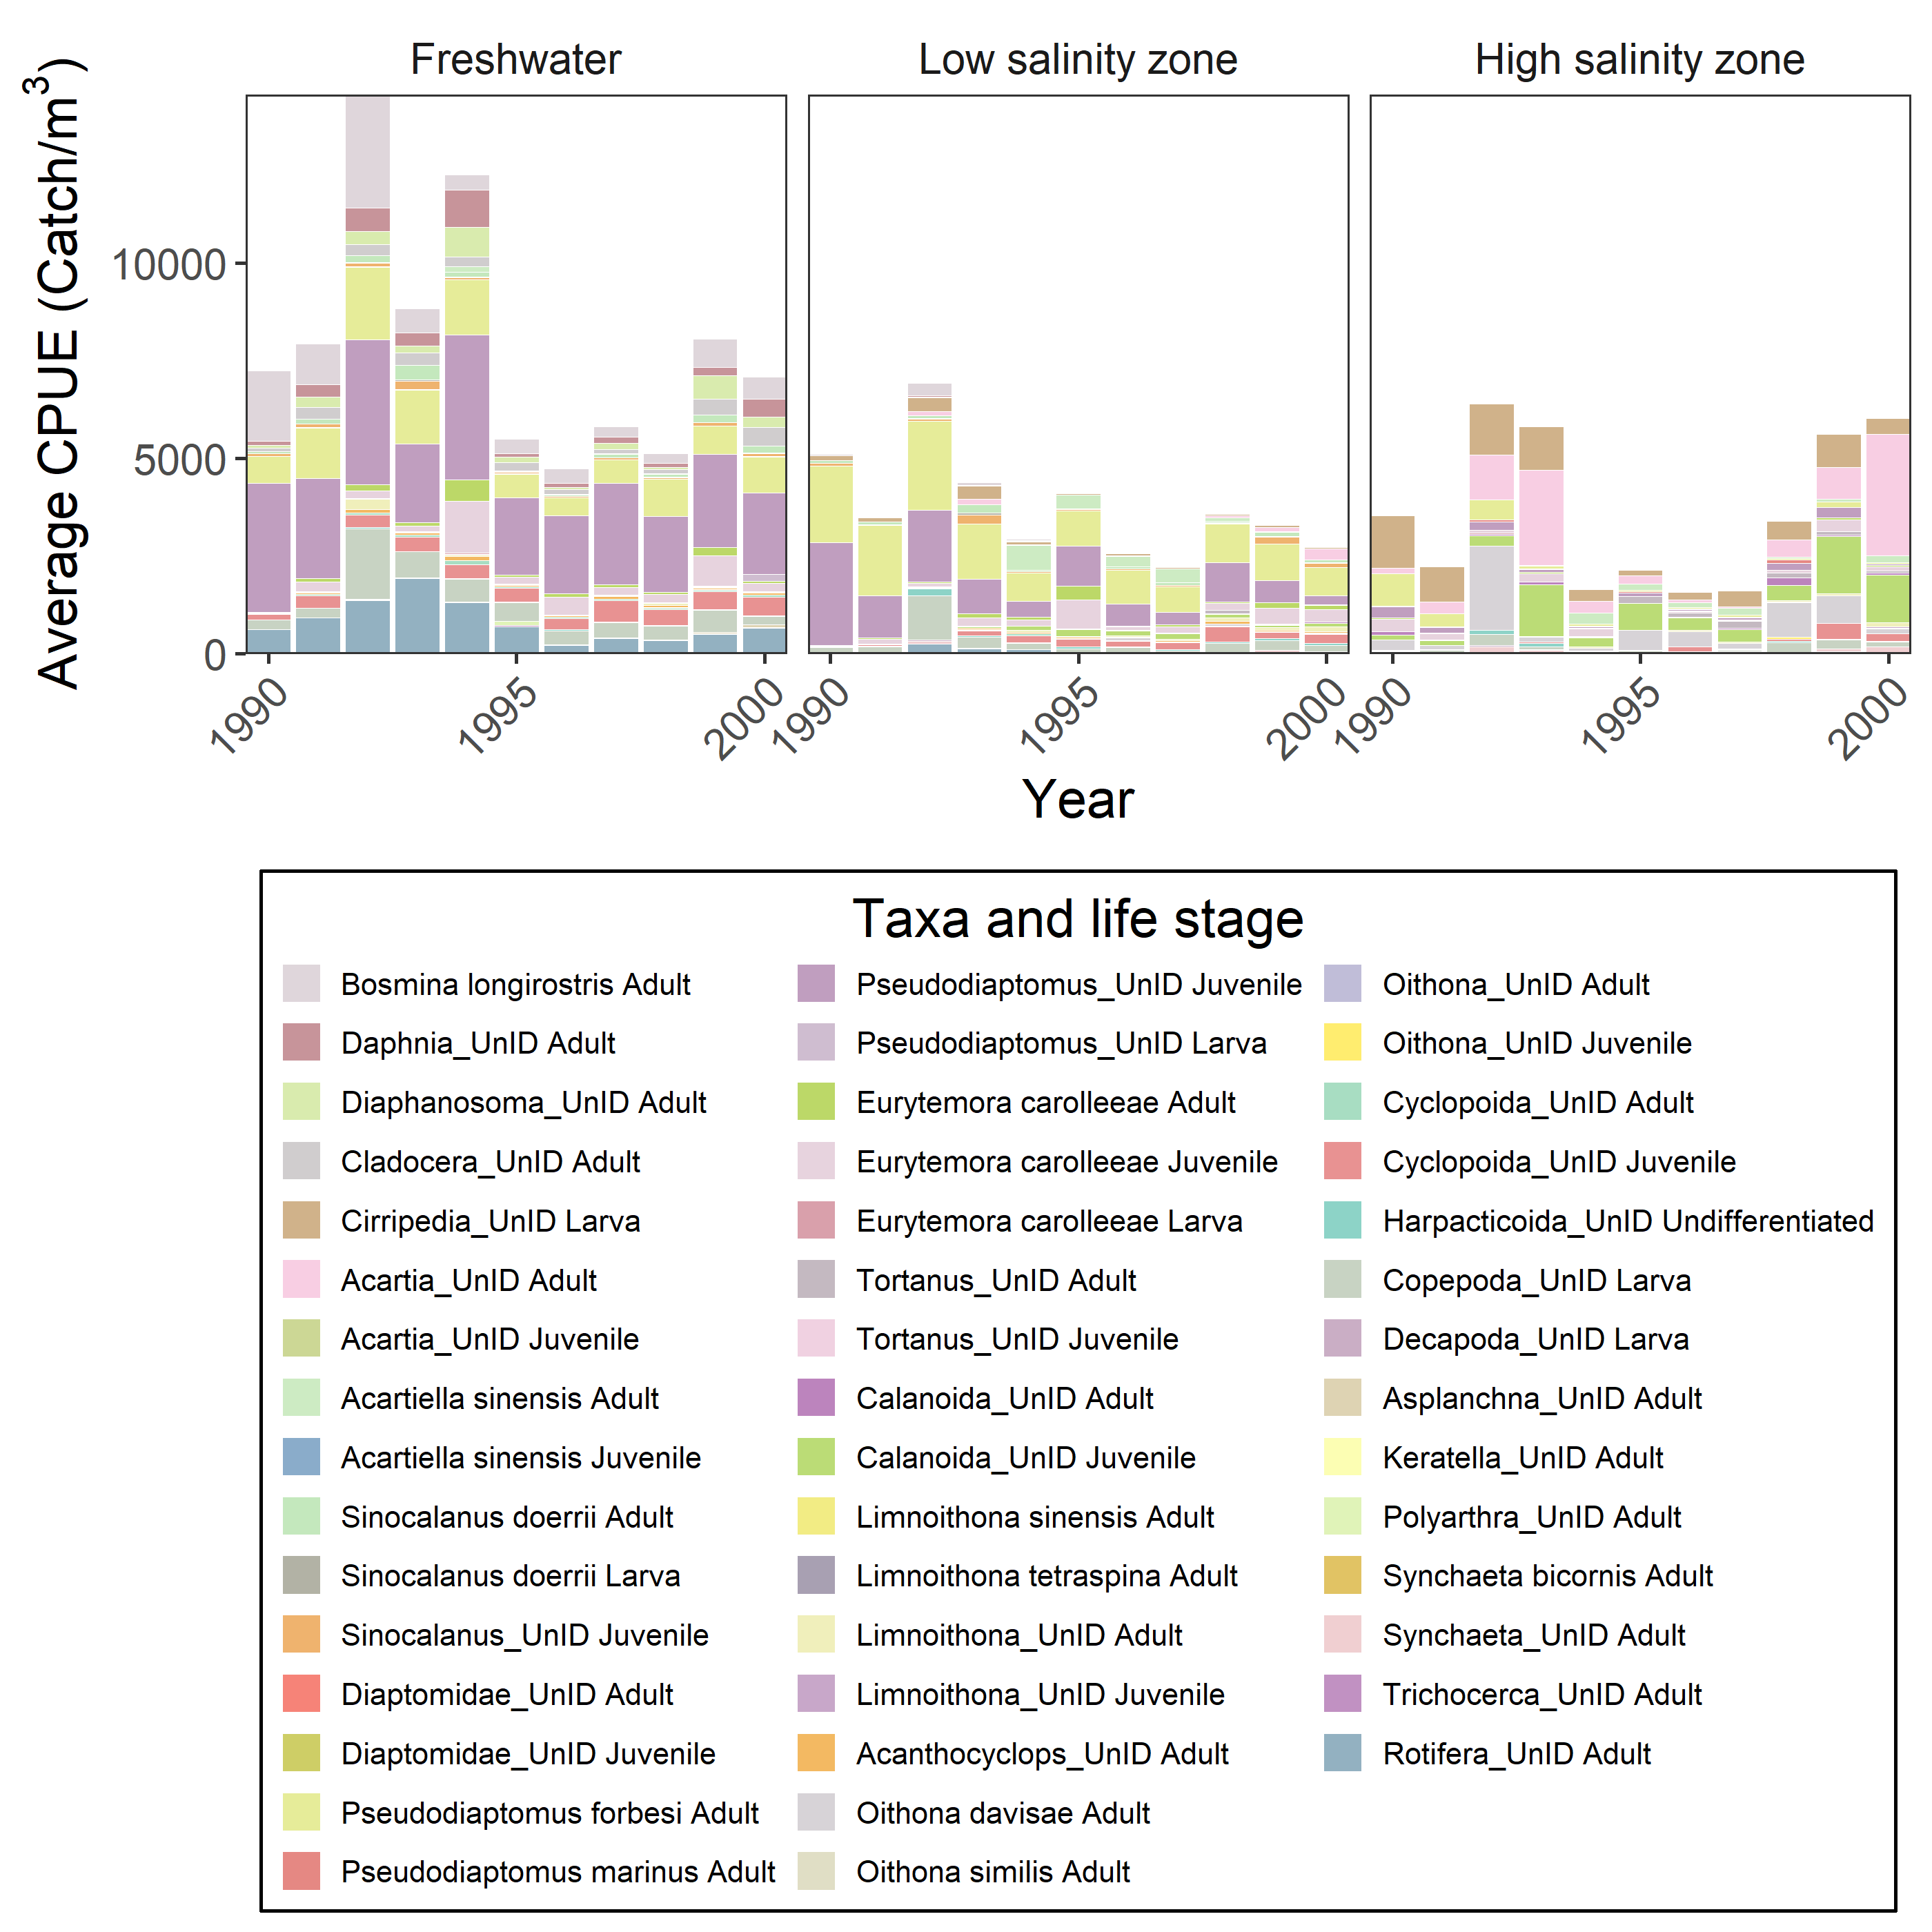 Freshwater
Low salinity zone
High salinity zone
Average CPUE (Catch/m³)
10000
5000
0
1990
1995
2000
1990
1995
2000
1990
1995
2000
Year
Taxa and life stage
Bosmina longirostris Adult
Daphnia_UnID Adult
Diaphanosoma_UnID Adult
Cladocera_UnID Adult
Cirripedia_UnID Larva
Acartia_UnID Adult
Acartia_UnID Juvenile
Acartiella sinensis Adult
Acartiella sinensis Juvenile
Sinocalanus doerrii Adult
Sinocalanus doerrii Larva
Sinocalanus_UnID Juvenile
Diaptomidae_UnID Adult
Diaptomidae_UnID Juvenile
Pseudodiaptomus forbesi Adult
Pseudodiaptomus marinus Adult
Pseudodiaptomus_UnID Juvenile
Pseudodiaptomus_UnID Larva
Eurytemora carolleeae Adult
Eurytemora carolleeae Juvenile
Eurytemora carolleeae Larva
Tortanus_UnID Adult
Tortanus_UnID Juvenile
Calanoida_UnID Adult
Calanoida_UnID Juvenile
Limnoithona sinensis Adult
Limnoithona tetraspina Adult
Limnoithona_UnID Adult
Limnoithona_UnID Juvenile
Acanthocyclops_UnID Adult
Oithona davisae Adult
Oithona similis Adult
Oithona_UnID Adult
Oithona_UnID Juvenile
Cyclopoida_UnID Adult
Cyclopoida_UnID Juvenile
Harpacticoida_UnID Undifferentiated
Copepoda_UnID Larva
Decapoda_UnID Larva
Asplanchna_UnID Adult
Keratella_UnID Adult
Polyarthra_UnID Adult
Synchaeta bicornis Adult
Synchaeta_UnID Adult
Trichocerca_UnID Adult
Rotifera_UnID Adult